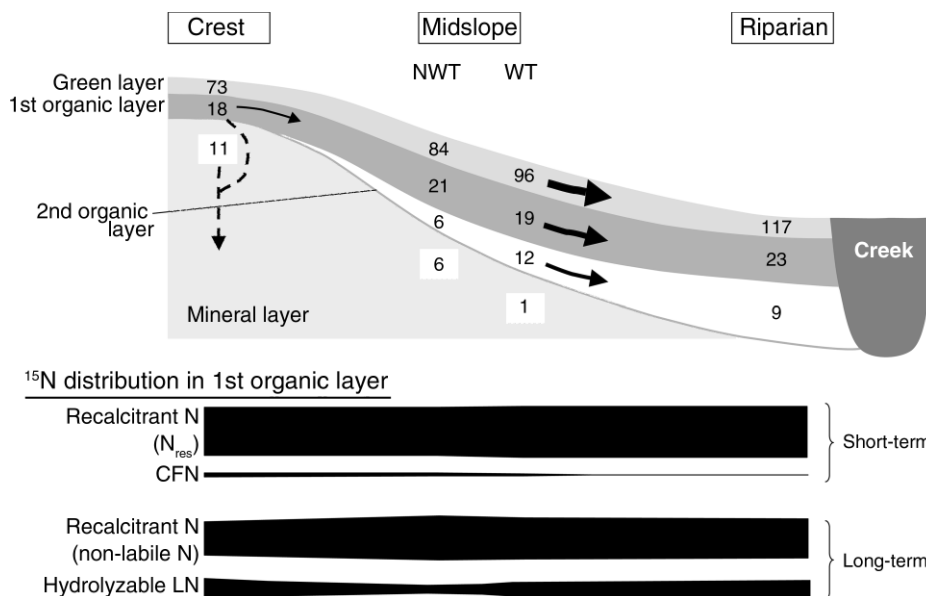 Crest
Midslope
Riparian
NWT
WT
Green layer
73
1st organic layer
18
11
84
96
21
19
117
2nd organic
layer
6
12
23
Creek
6
1
9
Mineral layer
15N distribution in 1st organic layer
Recalcitrant N
(Nres)
CFN
Short-term
Recalcitrant N
(non-labile N)
Hydrolyzable LN
Long-term